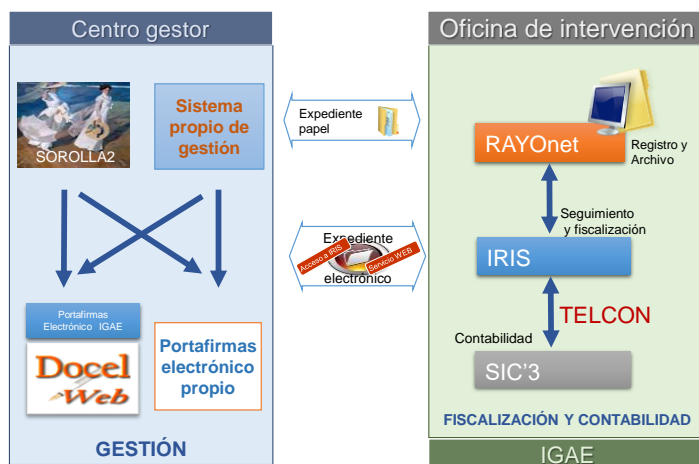 Centro gestor
SOROLLA2
Sistema
propio de
gestión
Portafirmas
Electrónico IGAE
Docel
Web
Portafirmas
electrónico
propio
GESTIÓN
Expediente
papel
Expediente
Acceso a IRIS
Servicio WEB
electrónico
Oficina de intervención
RAYOnet
Registro y
Archivo
Seguimiento
y fiscalización
IRIS
TELCON
Contabilidad
SIC'3
FISCALIZACIÓN Y CONTABILIDAD
IGAE